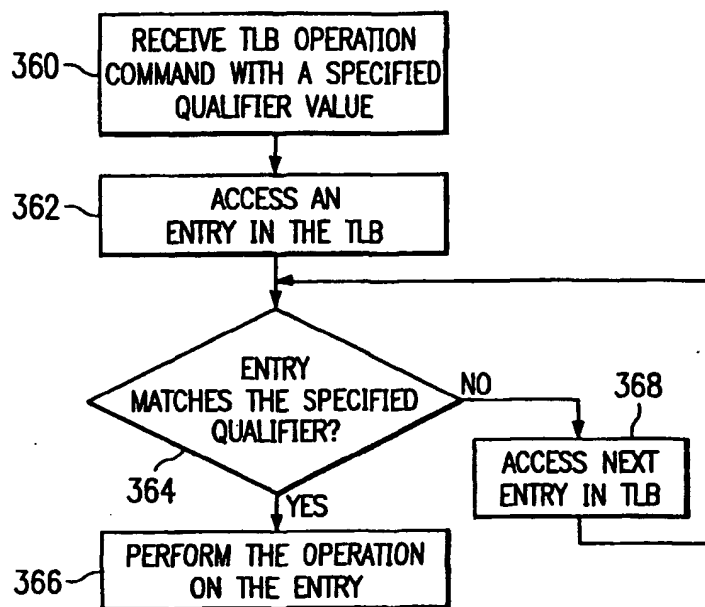 360
RECEIVE TLB OPERATION
COMMAND WITH A SPECIFIED
QUALIFIER VALUE
362
ACCESS AN
ENTRY IN THE TLB
ENTRY
MATCHES THE SPECIFIED
QUALIFIER?
364
NO
368
ACCESS NEXT
ENTRY IN TLB
YES
366
PERFORM THE OPERATION
ON THE ENTRY